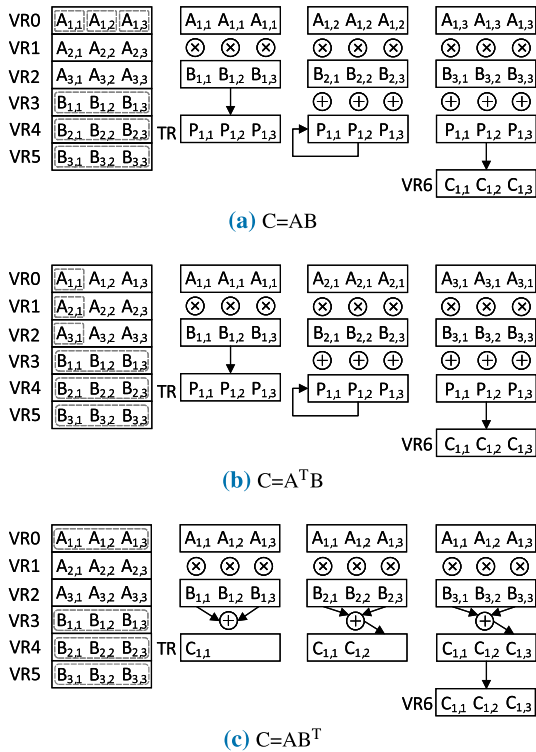 VR0 A1,1 A1,2 A1,3 A1,1 A1,1 A1,1 A1,2 A1,2 A1,2 A1,3 A1,3 A1,3
VR1 A2,1 A2,2 A2,3 ⊗ ⊗ ⊗ ⊗ ⊗ ⊗ ⊗ ⊗ ⊗
VR2 A3,1 A3,2 A3,3 B1,1 B1,2 B1,3 B2,1 B2,2 B2,3 B3,1 B3,2 B3,3
VR3 B1,1 B1,2 B1,3 ⊕ ⊕ ⊕ ⊕ ⊕ ⊕
VR4 B2,1 B2,2 B2,3 TR P1,1 P1,2 P1,3 P1,1 P1,2 P1,3 P1,1 P1,2 P1,3
VR5 B3,1 B3,2 B3,3
VR6 C1,1 C1,2 C1,3
(a) C=AB
VR0 A1,1 A1,2 A1,3 A1,1 A1,1 A1,1 A2,1 A2,1 A2,1 A3,1 A3,1 A3,1
VR1 A2,1 A2,2 A2,3 ⊗ ⊗ ⊗ ⊗ ⊗ ⊗ ⊗ ⊗ ⊗
VR2 A3,1 A3,2 A3,3 B1,1 B1,2 B1,3 B2,1 B2,2 B2,3 B3,1 B3,2 B3,3
VR3 B1,1 B1,2 B1,3 ⊕ ⊕ ⊕ ⊕ ⊕ ⊕
VR4 B2,1 B2,2 B2,3 TR P1,1 P1,2 P1,3 P1,1 P1,2 P1,3 P1,1 P1,2 P1,3
VR5 B3,1 B3,2 B3,3
VR6 C1,1 C1,2 C1,3
(b) C=AᵀB
VR0 A1,1 A1,2 A1,3 A1,1 A1,2 A1,3 A1,1 A1,2 A1,3 A1,1 A1,2 A1,3
VR1 A2,1 A2,2 A2,3 ⊗ ⊗ ⊗ ⊗ ⊗ ⊗ ⊗ ⊗ ⊗
VR2 A3,1 A3,2 A3,3 B1,1 B1,2 B1,3 B2,1 B2,2 B2,3 B3,1 B3,2 B3,3
VR3 B1,1 B1,2 B1,3 ⊕ ⊕ ⊕
VR4 B2,1 B2,2 B2,3 TR C1,1 C1,1 C1,2 C1,1 C1,2 C1,3
VR5 B3,1 B3,2 B3,3
VR6 C1,1 C1,2 C1,3
(c) C=ABᵀ